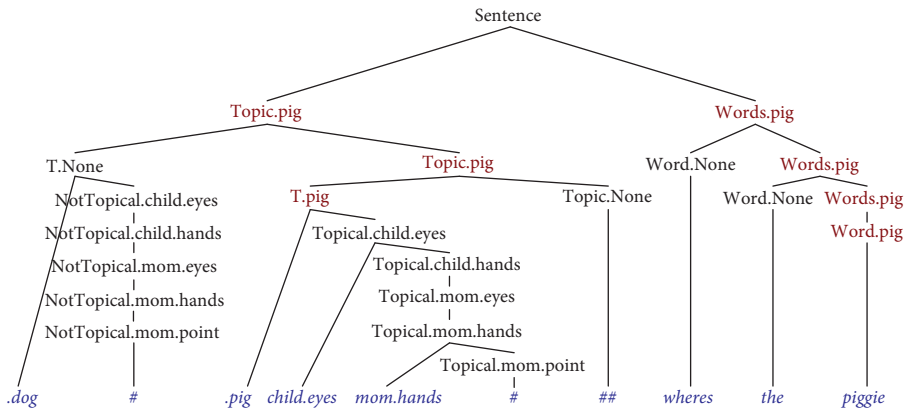 Sentence
Topic.pig Words.pig
T.None Topic.pig Word.None Words.pig
NotTopical.child.eyes T.pig Topic.None Word.None Words.pig
NotTopical.child.hands Topical.child.eyes Word.pig
NotTopical.mom.eyes Topical.child.hands
NotTopical.mom.hands Topical.mom.eyes
NotTopical.mom.point Topical.mom.hands
Topical.mom.point
.dog # .pig child.eyes mom.hands # ## wheres the piggie